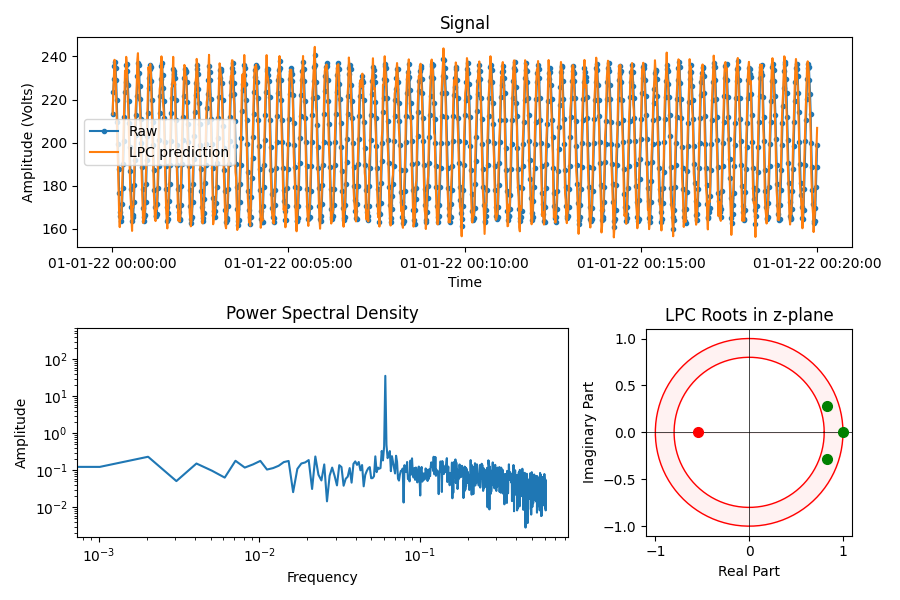 Signal
Amplitude (Volts)
240
220
200
180
160
Raw
LPC prediction
01-01-22 00:00:00
01-01-22 00:05:00
01-01-22 00:10:00
01-01-22 00:15:00
01-01-22 00:20:00
Time
Power Spectral Density
Amplitude
10²
10¹
10⁰
10⁻¹
10⁻²
10⁻³
10⁻²
10⁻¹
Frequency
LPC Roots in z-plane
Imaginary Part
1.0
0.5
0.0
−0.5
−1.0
−1
0
1
Real Part